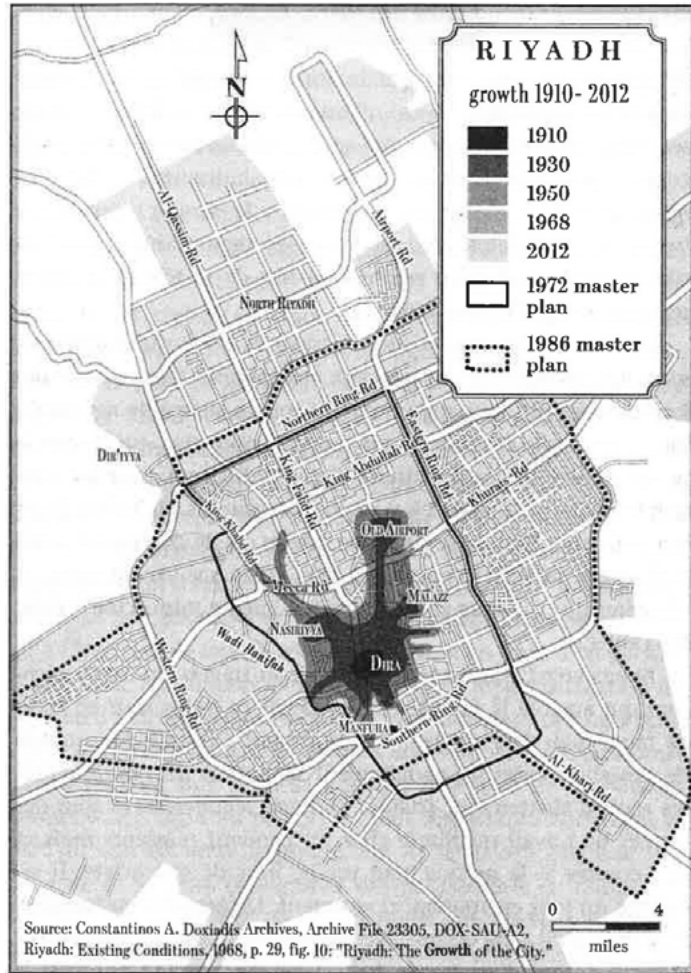 RIYADH
growth 1910- 2012
1910
1930
1950
1968
2012
1972 master
plan
1986 master
plan
N
Al-Qassim Rd
Airport Rd
NORTH RIYADH
Northern Ring Rd
DIR'IYYA
King Fahd Rd
King Abdullah Rd
Eastern Ring Rd
Khurais Rd
King Khalid Rd
OLD AIRPORT
Mecca Rd
MALAZZ
NASIRIYYA
Wadi Hanifah
DIRA
Western Ring Rd
MANFUHA
Southern Ring Rd
Al-Kharj Rd
0 4
miles
Source: Constantinos A. Doxiadis Archives, Archive File 23305, DOX-SAU-A2,
Riyadh: Existing Conditions, 1968, p. 29, fig. 10: "Riyadh: The Growth of the City."